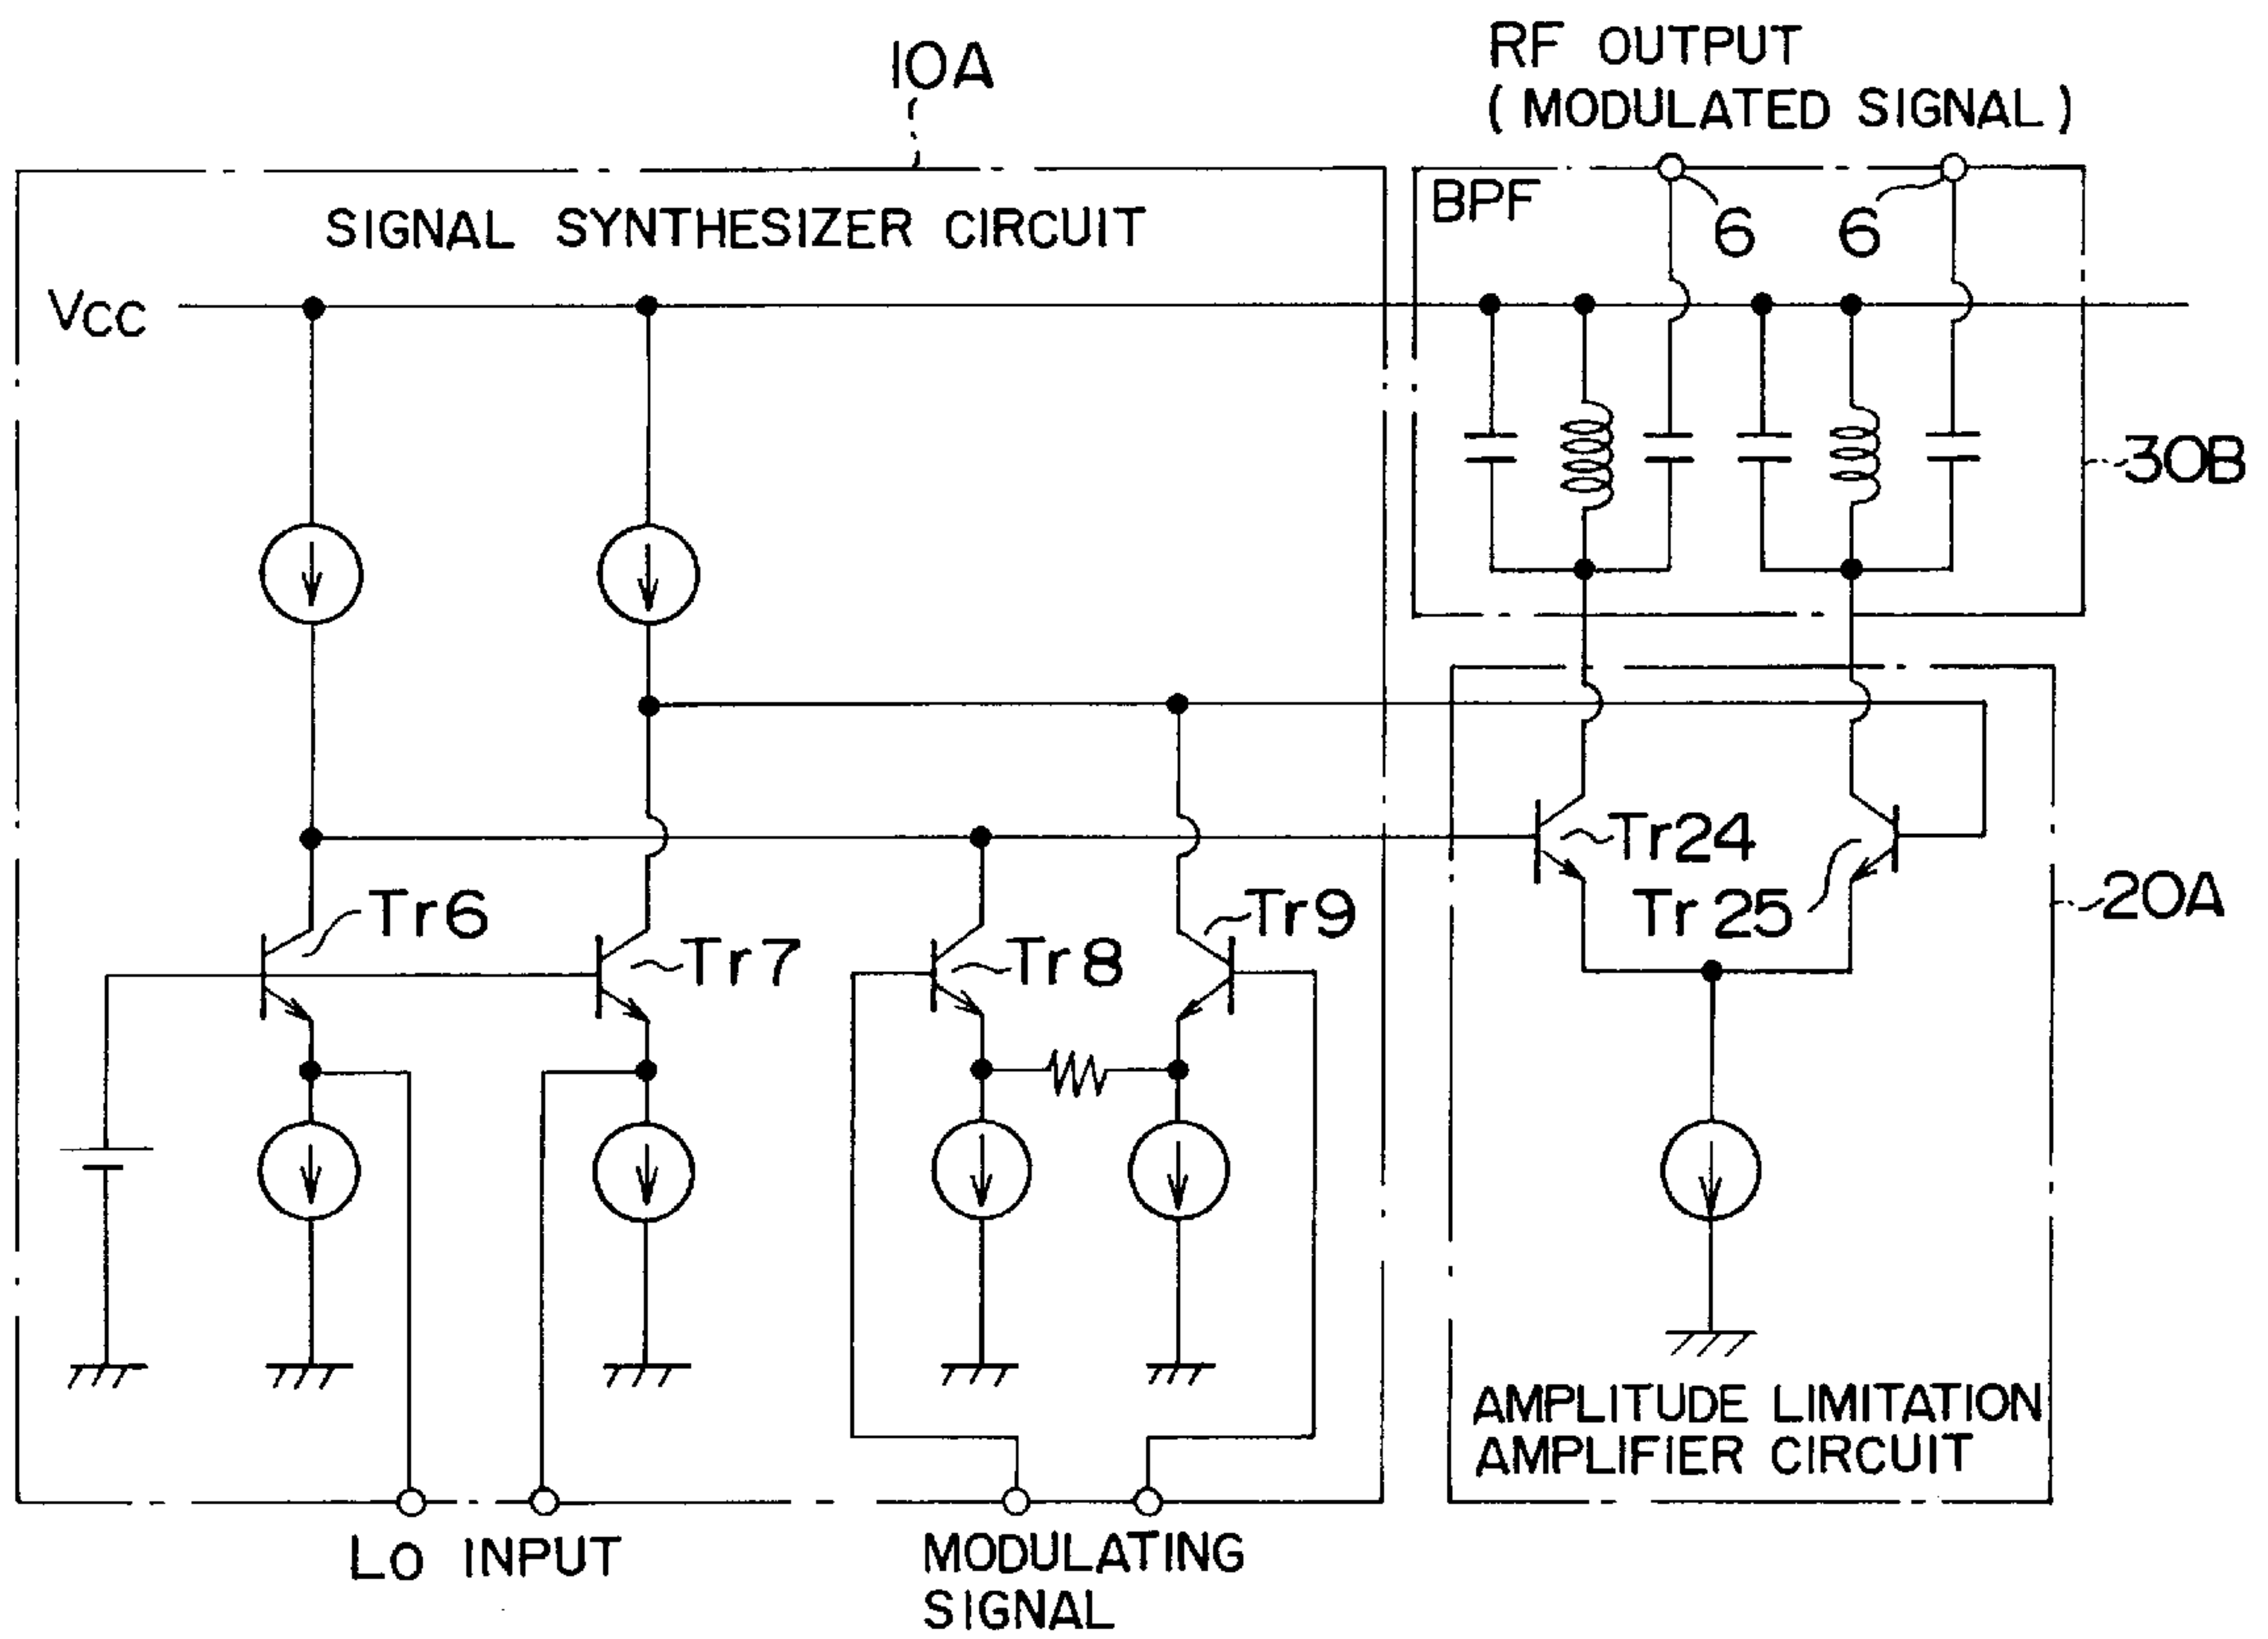 10A
RF OUTPUT
(MODULATED SIGNAL)
BPF
6
6
SIGNAL SYNTHESIZER CIRCUIT
VCC
30B
Tr24
Tr25
20A
Tr6
Tr7
Tr8
Tr9
AMPLITUDE LIMITATION
AMPLIFIER CIRCUIT
LO INPUT
MODULATING
SIGNAL